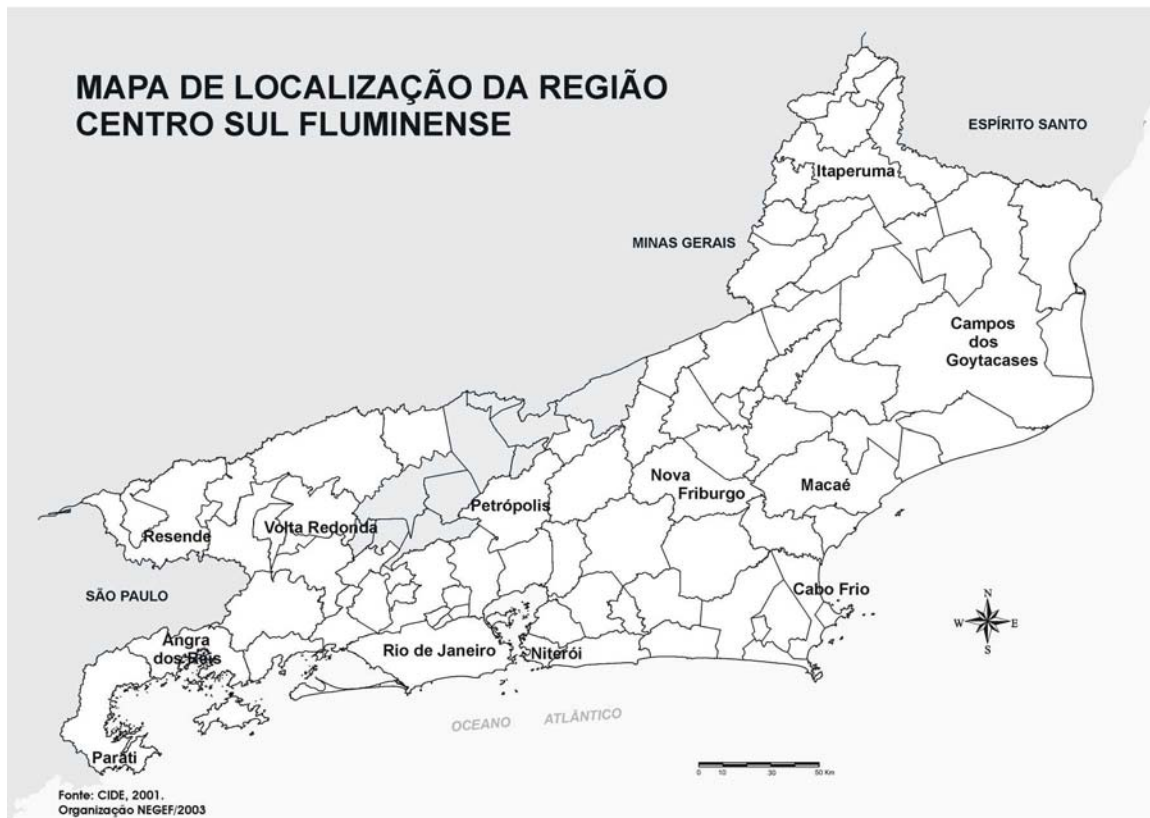 MAPA DE LOCALIZAÇÃO DA REGIÃO
CENTRO SUL FLUMINENSE
ESPÍRITO SANTO
Itaperuma
MINAS GERAIS
Campos
dos
Goytacases
Nova
Friburgo
Macaé
Petrópolis
Volta Redonda
Resende
SÃO PAULO
Cabo Frio
N
W E
S
Angra
dos Reis
Rio de Janeiro
Niterói
OCEANO ATLÂNTICO
Parati
0 10 30 50 Km
Fonte: CIDE, 2001.
Organização NEGEF/2003